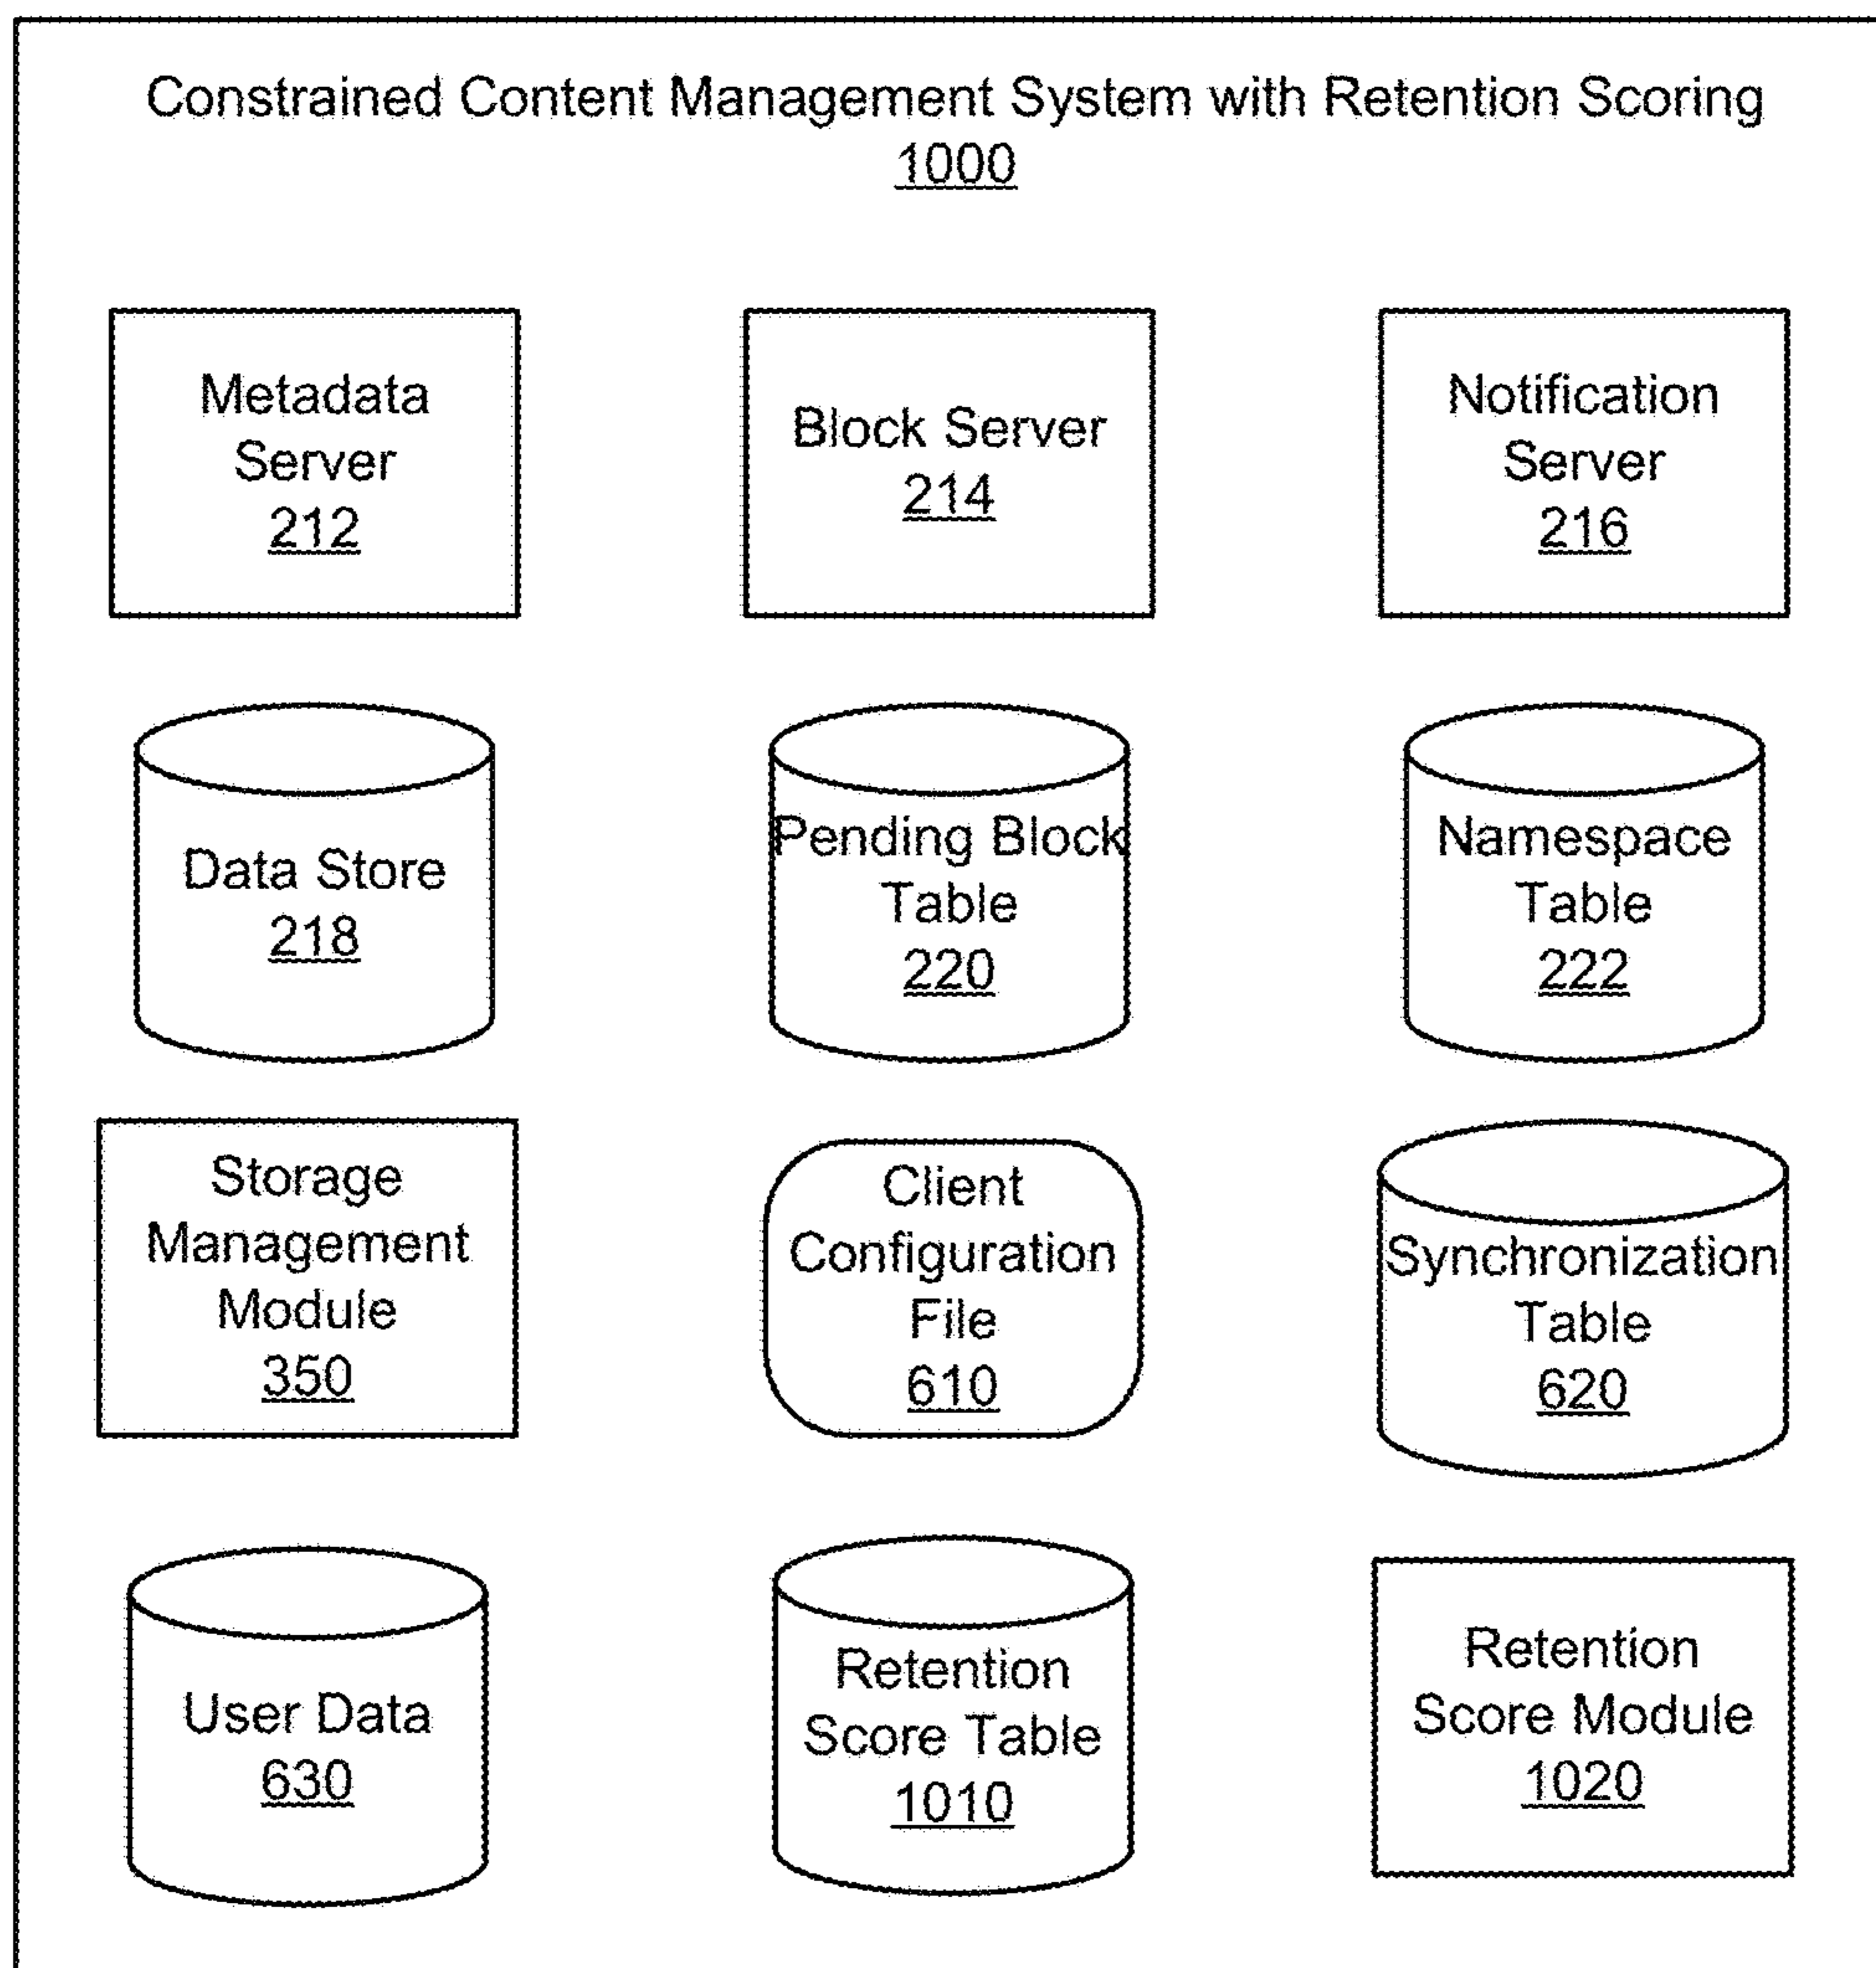 Constrained Content Management System with Retention Scoring
1000
Metadata
Server
212
Block Server
214
Notification
Server
216
Data Store
218
Pending Block
Table
220
Namespace
Table
222
Storage
Management
Module
350
Client
Configuration
File
610
Synchronization
Table
620
User Data
630
Retention
Score Table
1010
Retention
Score Module
1020